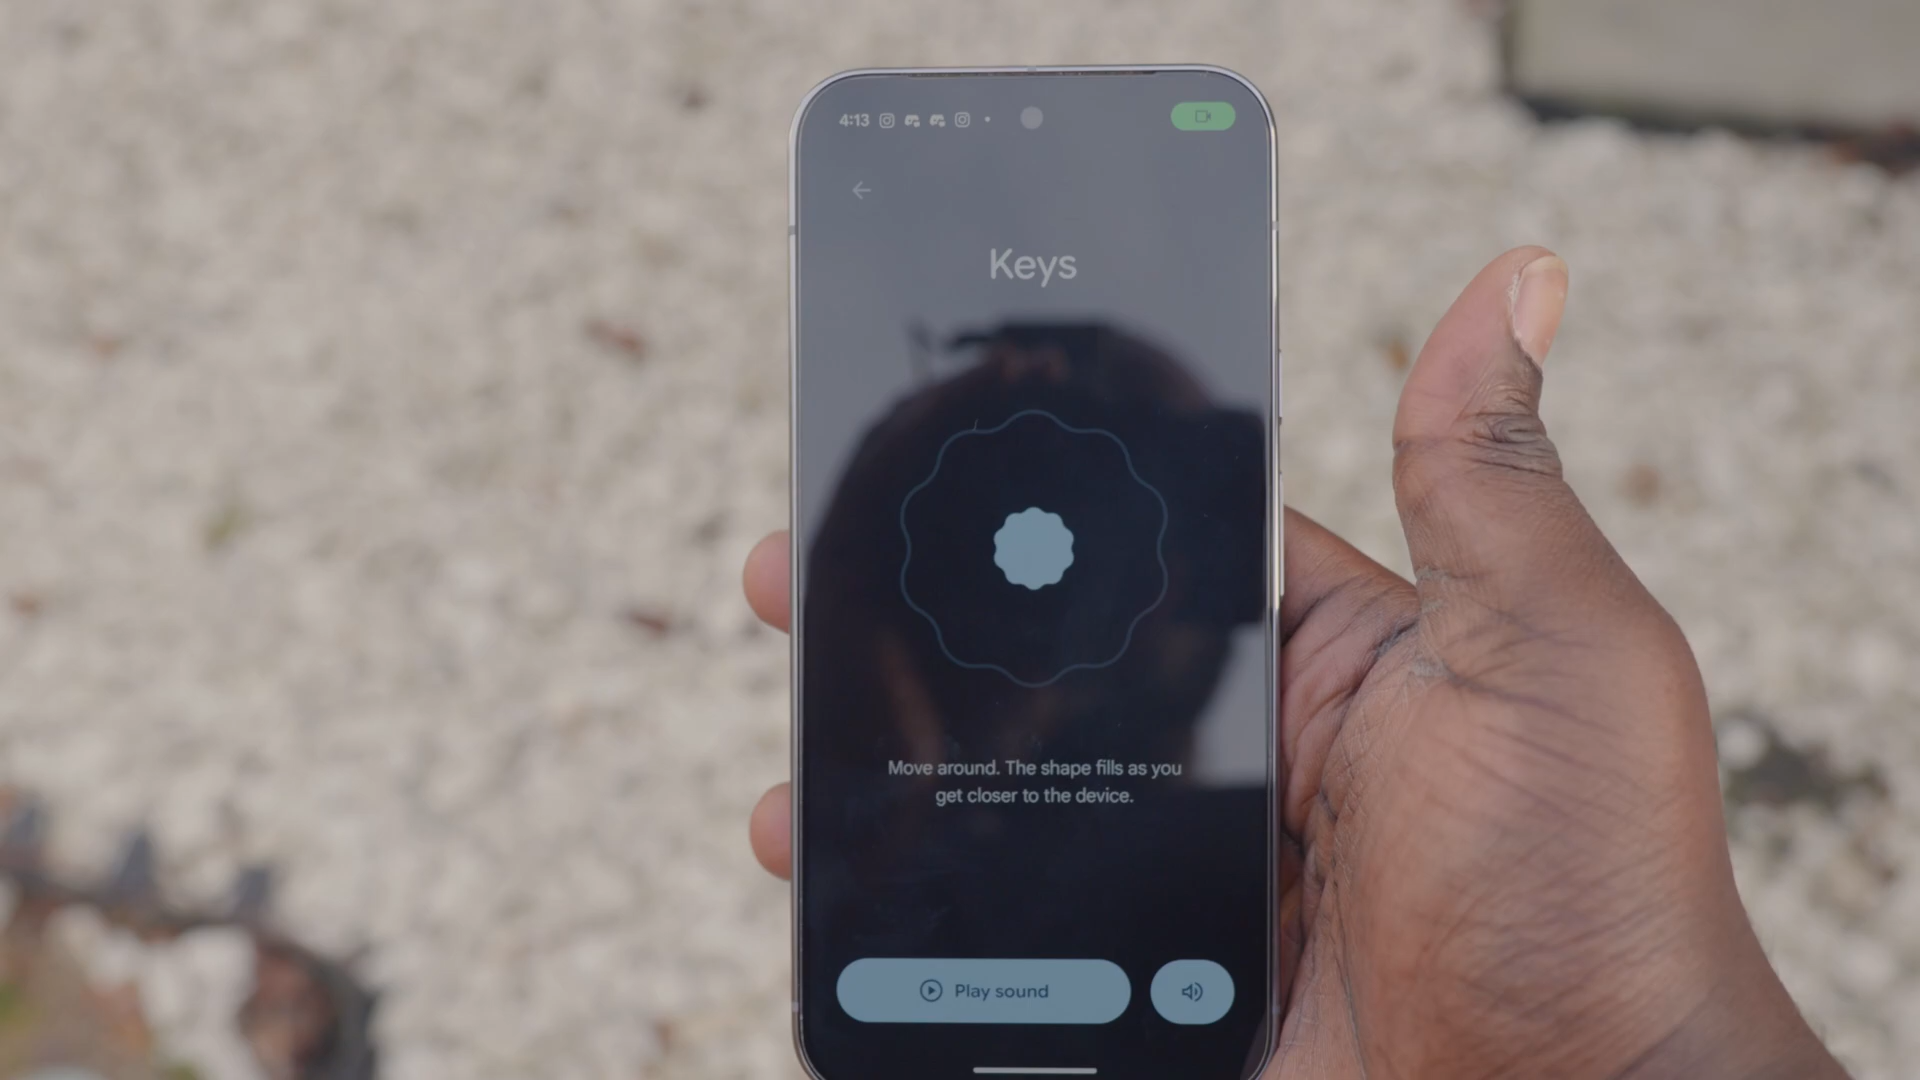 4:13
Keys
Move around. The shape fills as you
get closer to the device.
Play sound